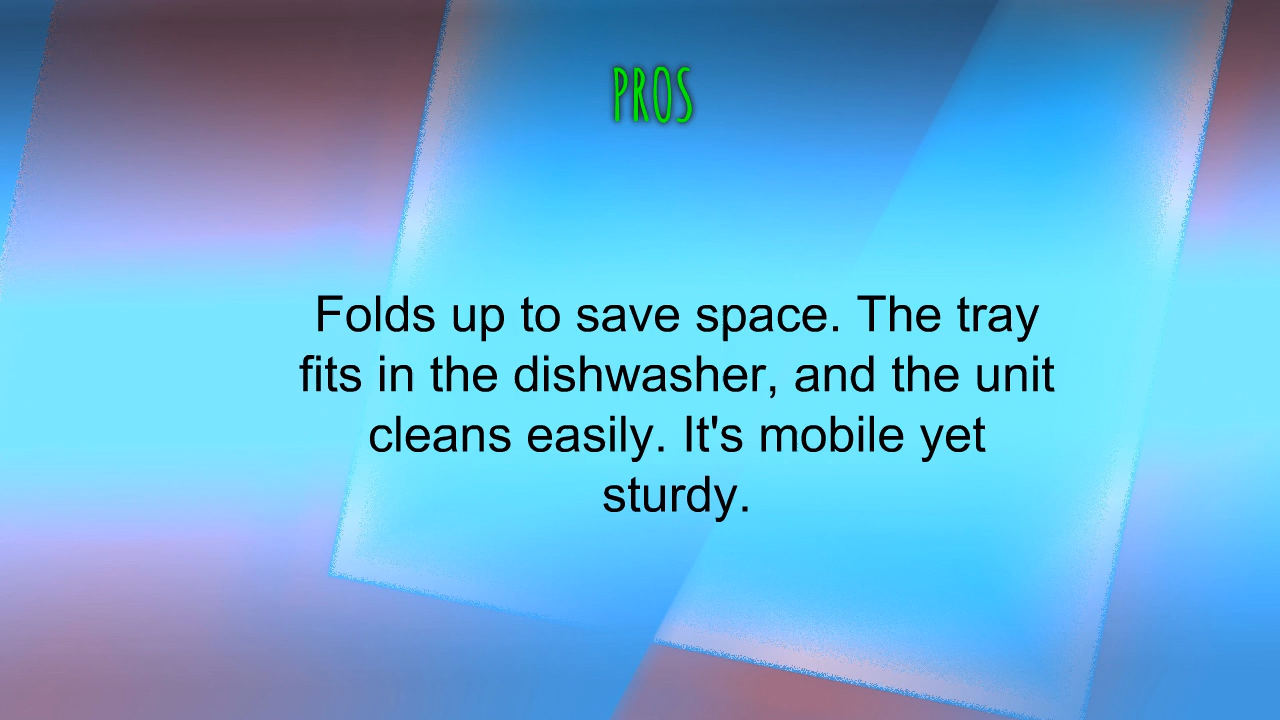 PROS
Folds up to save space. The tray
fits in the dishwasher, and the unit
cleans easily. It's mobile yet
sturdy.